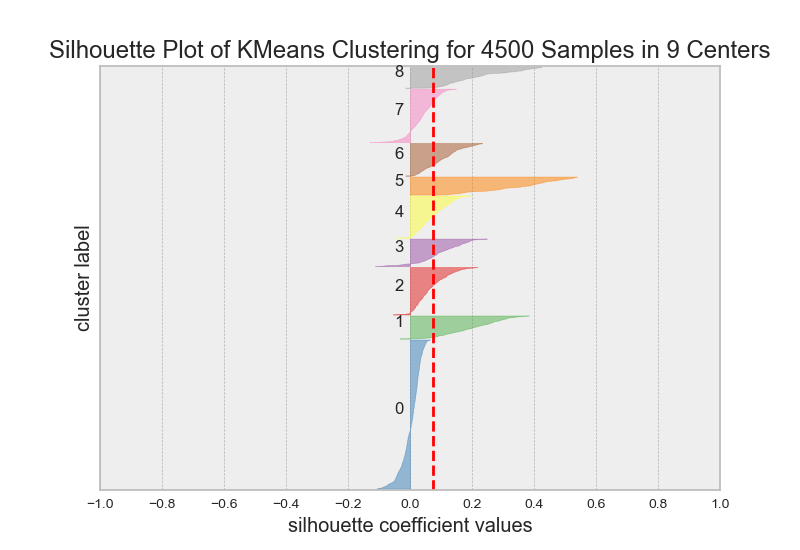 Silhouette Plot of KMeans Clustering for 4500 Samples in 9 Centers
8
7
6
5
4
3
2
1
0
cluster label
−1.0 −0.8 −0.6 −0.4 −0.2 0.0 0.2 0.4 0.6 0.8 1.0
silhouette coefficient values